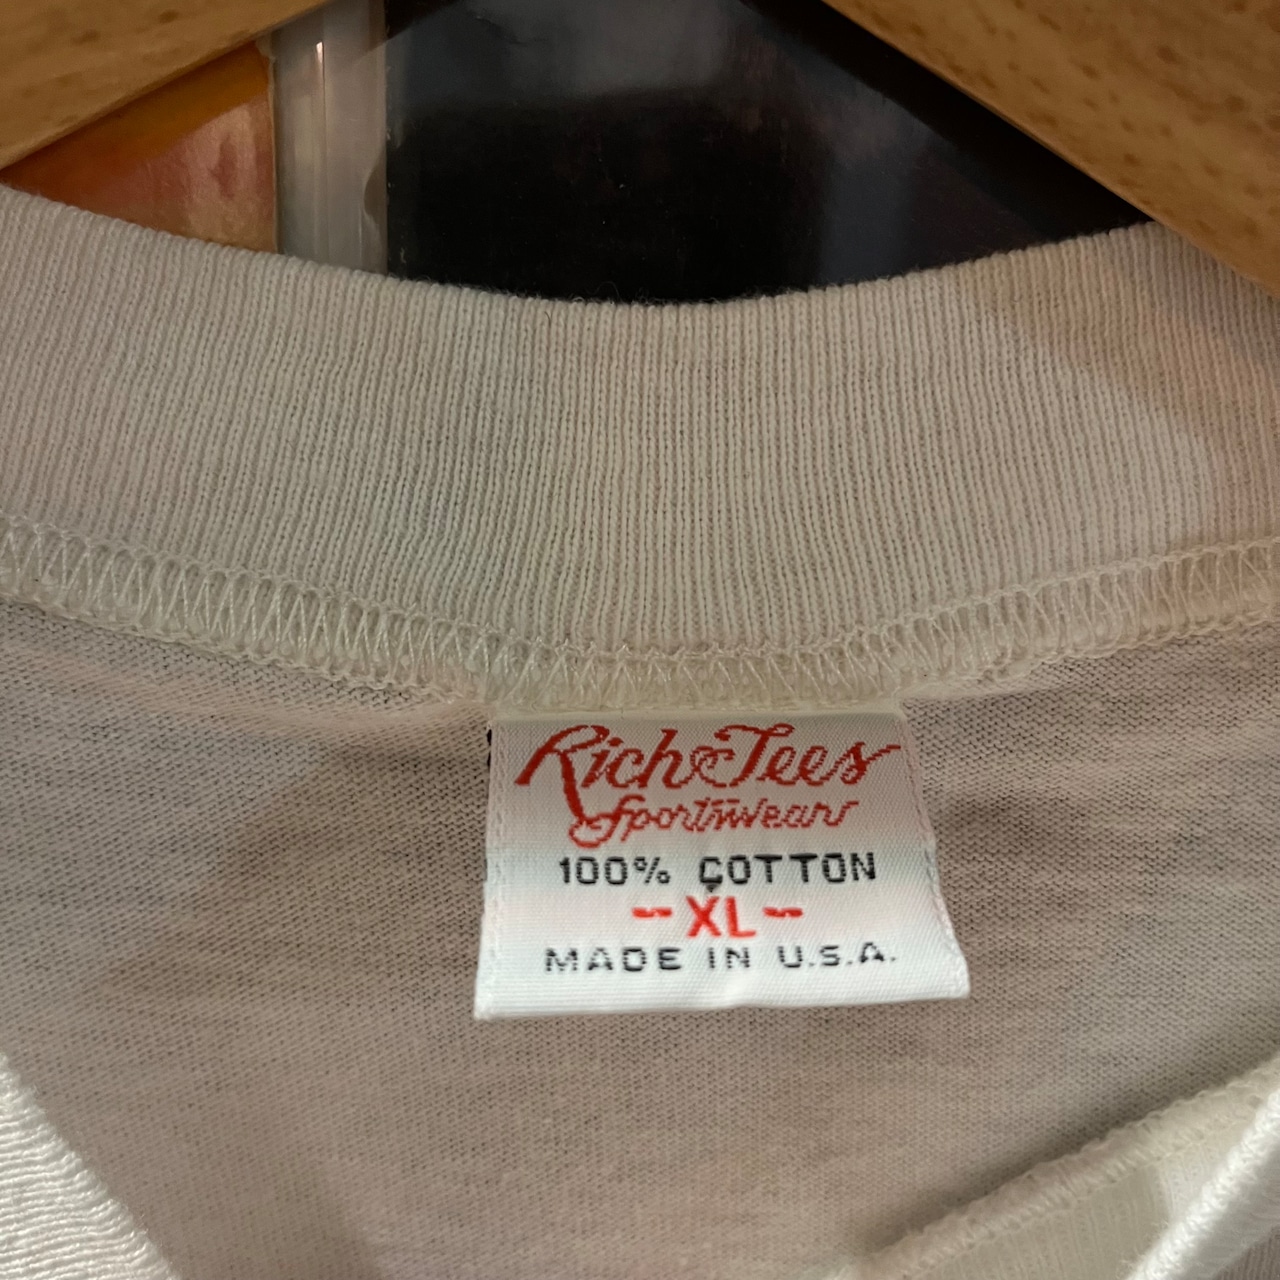 Rich Tees
Sportswear
100% COTTON
-XL-
MADE IN U.S.A.